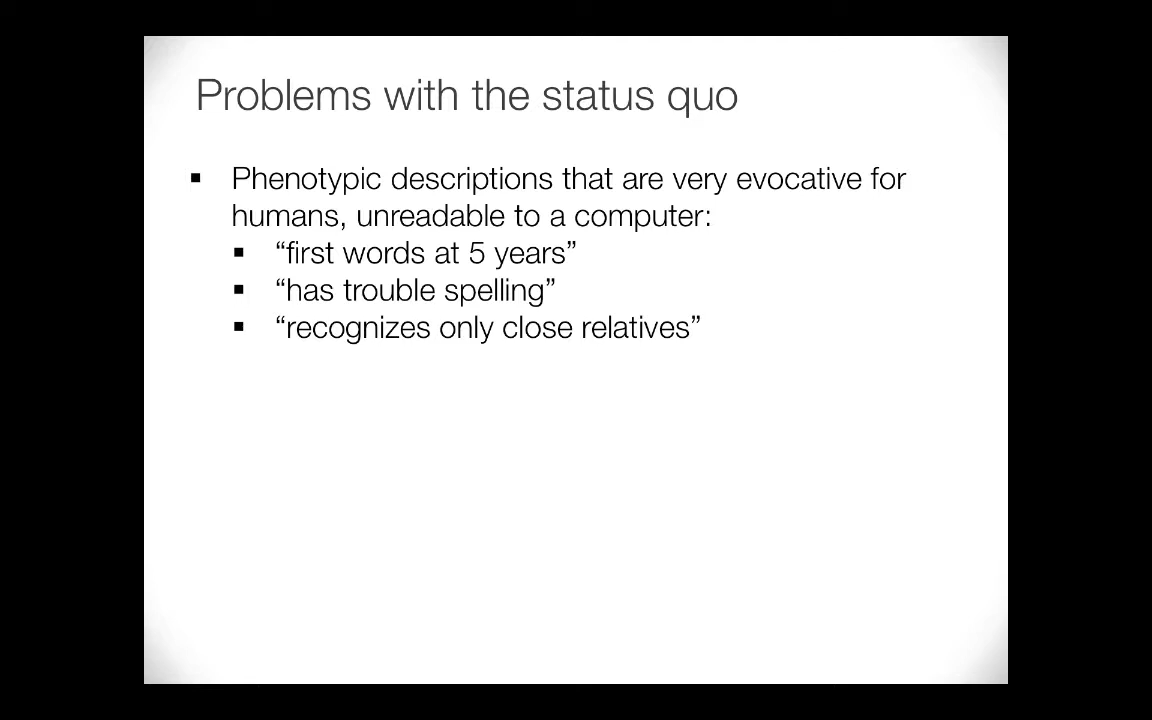 Problems with the status quo
▪ Phenotypic descriptions that are very evocative for
humans, unreadable to a computer:
▪ “first words at 5 years”
▪ “has trouble spelling”
▪ “recognizes only close relatives”